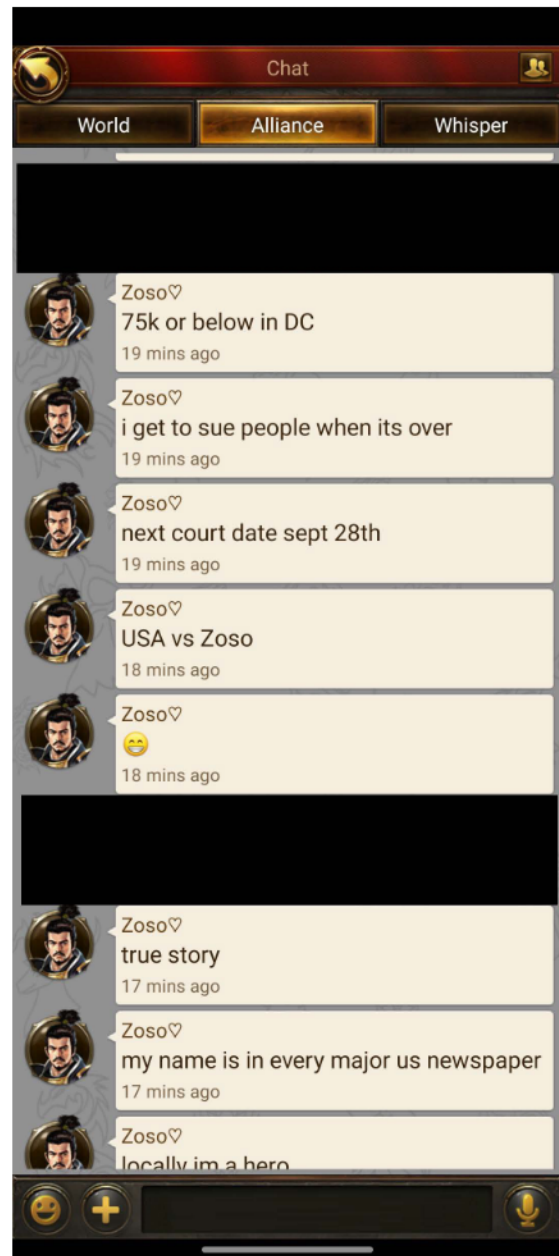 Chat
World Alliance Whisper
Zoso♡
75k or below in DC
19 mins ago
Zoso♡
i get to sue people when its over
19 mins ago
Zoso♡
next court date sept 28th
19 mins ago
Zoso♡
USA vs Zoso
18 mins ago
Zoso♡
😁
18 mins ago
Zoso♡
true story
17 mins ago
Zoso♡
my name is in every major us newspaper
17 mins ago
Zoso♡
locally im a hero